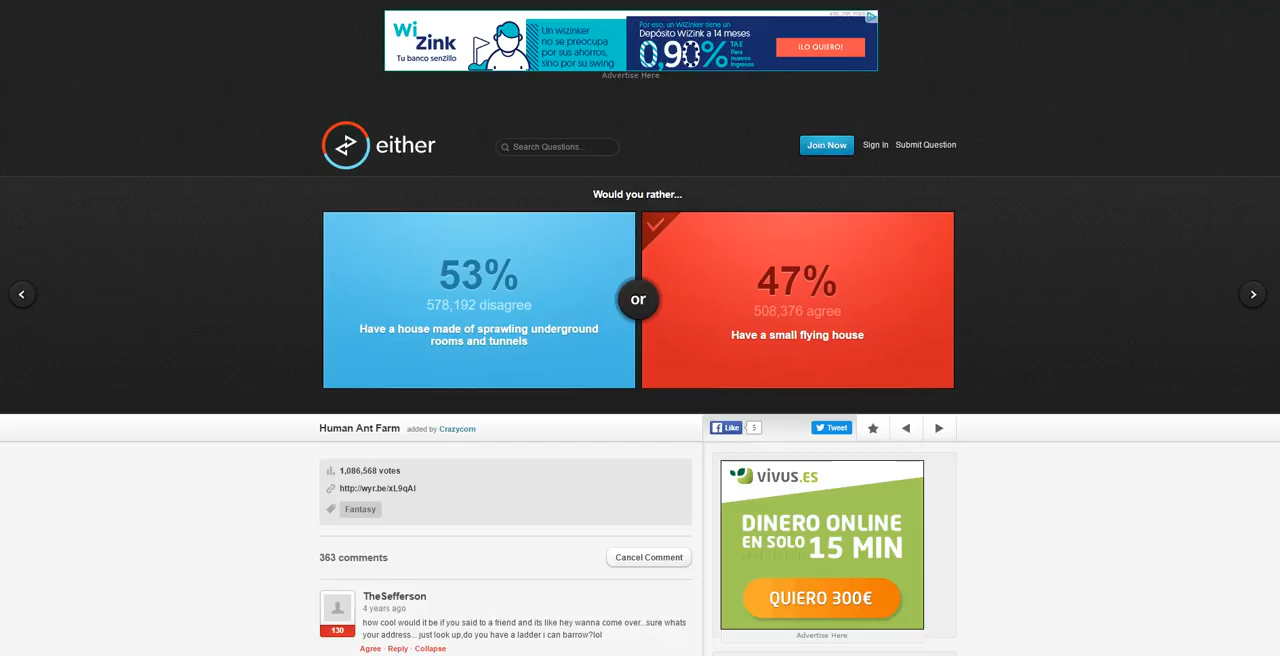 Wi
Zink
Tu banco senzillo
Un wizinker
no se preocupa
por sus ahorros,
sino por su swing
Por eso, un WiZinker tiene un
Depósito WiZink a 14 meses
0,90%
TAE
Para
nuevos
Ingresos
¡LO QUIERO!
Advertise Here
either
Search Questions...
Join Now
Sign In
Submit Question
Would you rather...
53%
578,192 disagree
Have a house made of sprawling underground
rooms and tunnels
or
47%
508,376 agree
Have a small flying house
Human Ant Farm added by Crazycorn
Like
5
Tweet
1,086,568 votes
http://wyr.be/xL9qAI
Fantasy
363 comments
Cancel Comment
TheSefferson
4 years ago
130
how cool would it be if you said to a friend and its like hey wanna come over...sure whats
your address... just look up,do you have a ladder i can barrow?lol
Agree · Reply · Collapse
VIVUS.ES
DINERO ONLINE
EN SOLO 15 MIN
QUIERO 300€
Advertise Here